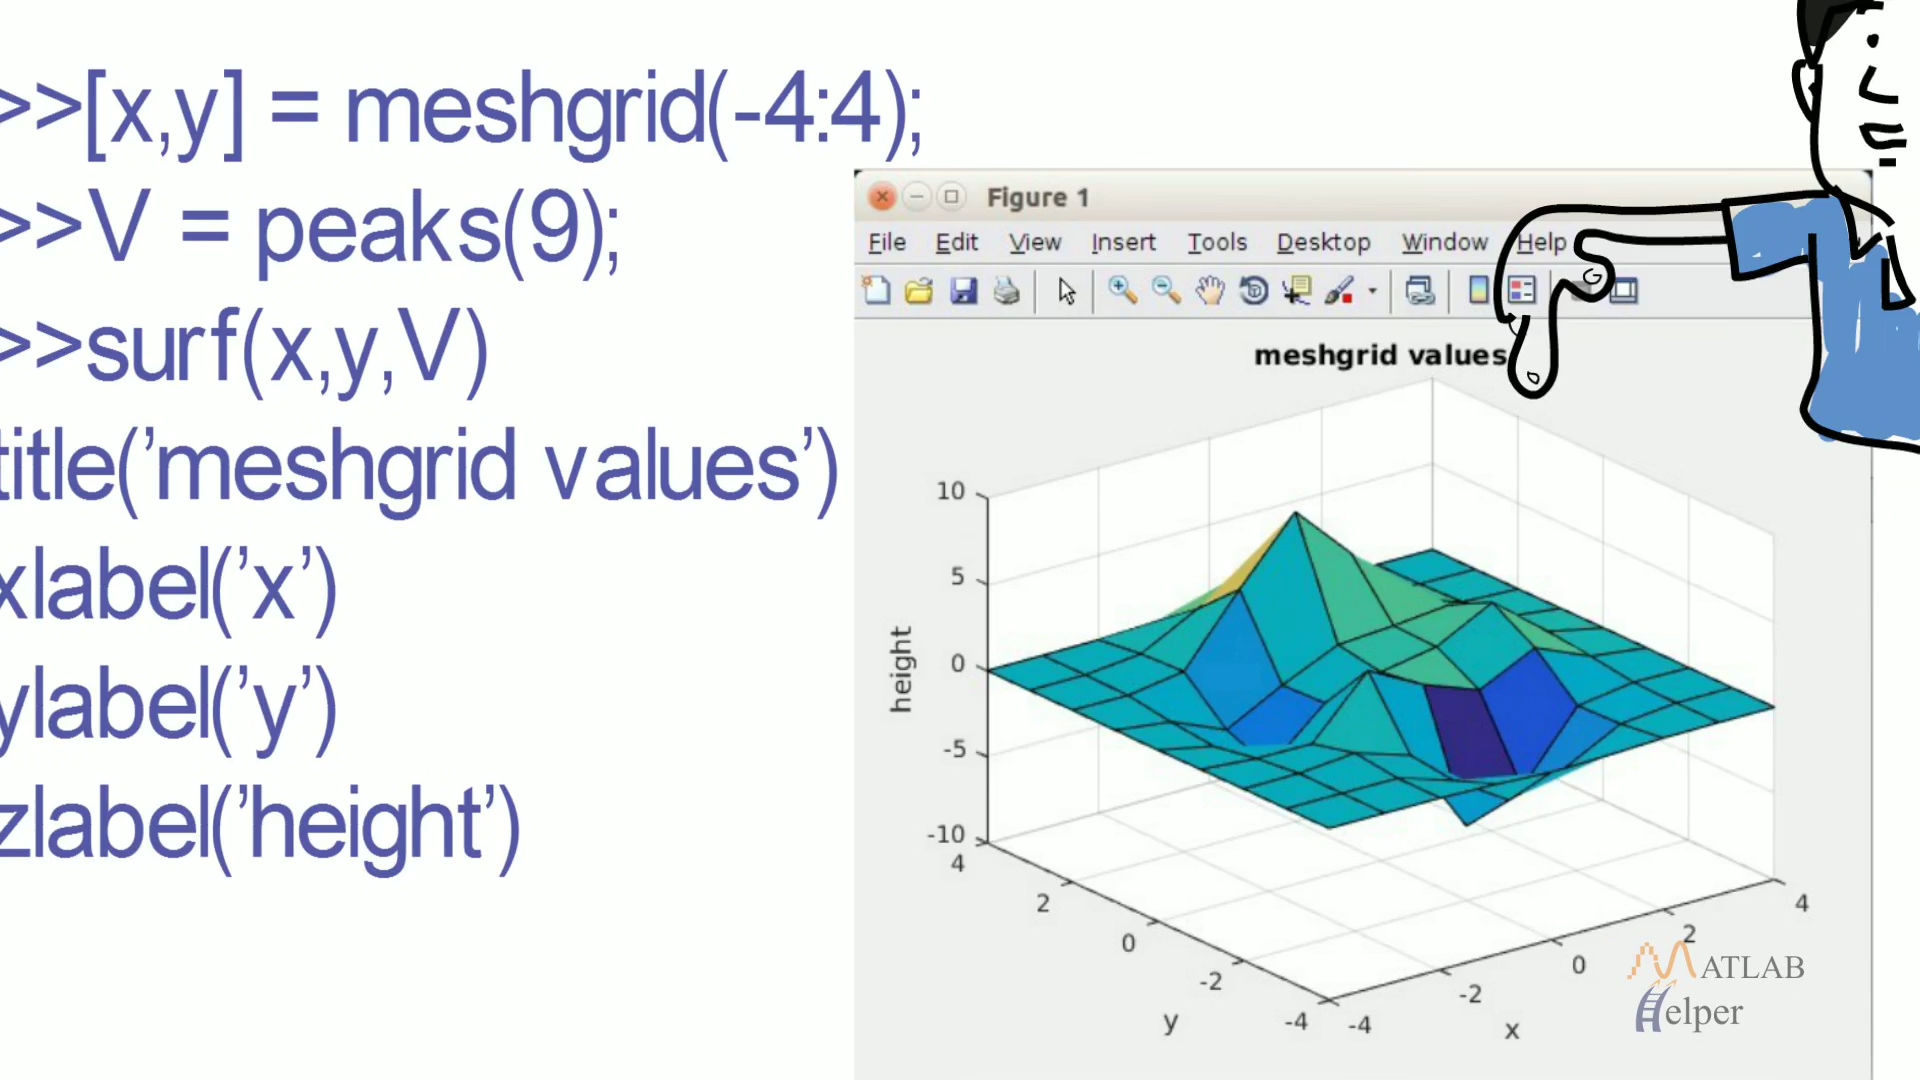 >>[x,y] = meshgrid(-4:4);
>>V = peaks(9);
>>surf(x,y,V)
title('meshgrid values')
xlabel('x')
ylabel('y')
zlabel('height')
Figure 1
File Edit View Insert Tools Desktop Window Help
meshgrid values
10
5
0
-5
-10
height
4
2
0
-2
-4
y
-4
-2
0
2
4
x
MATLAB
Helper